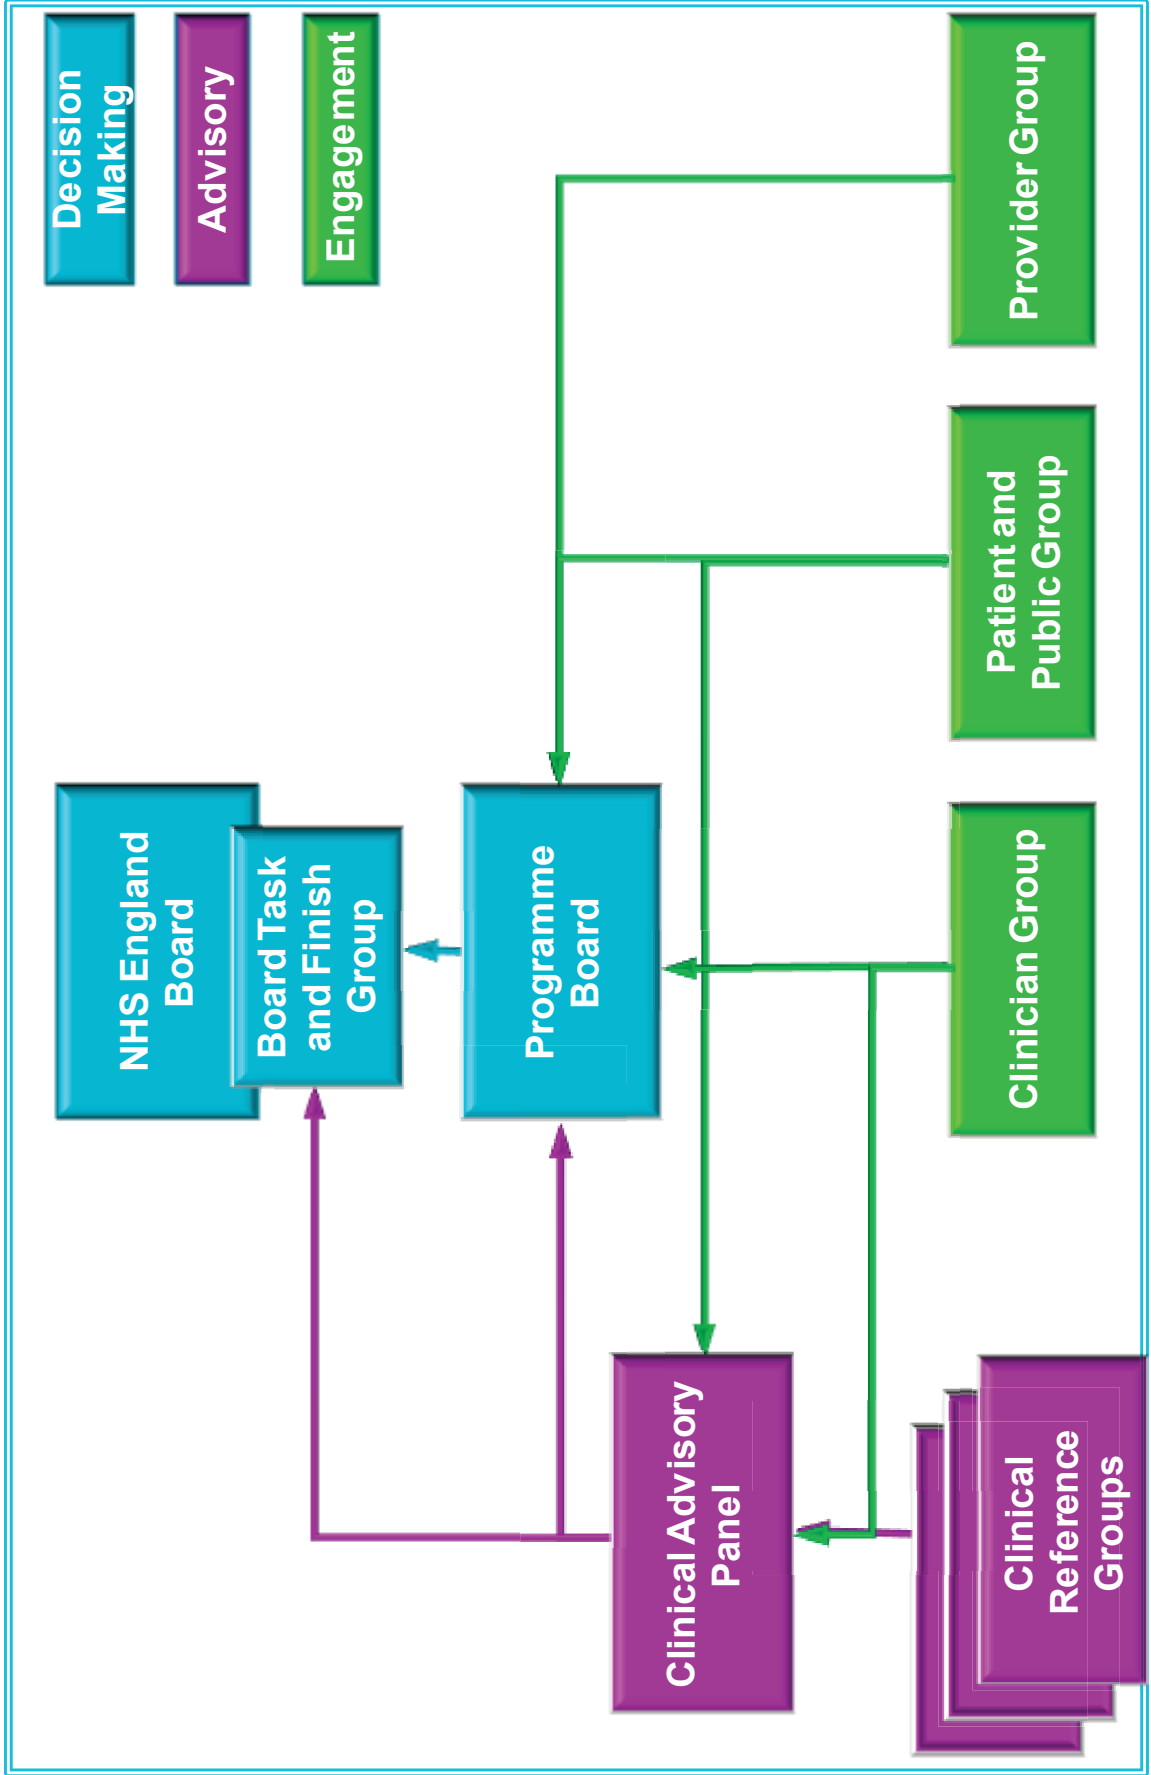 Decision
Making
Advisory
Engagement
NHS England
Board
Board Task
and Finish
Group
Programme
Board
Clinical Advisory
Panel
Clinical
Reference
Groups
Clinician Group
Patient and
Public Group
Provider Group